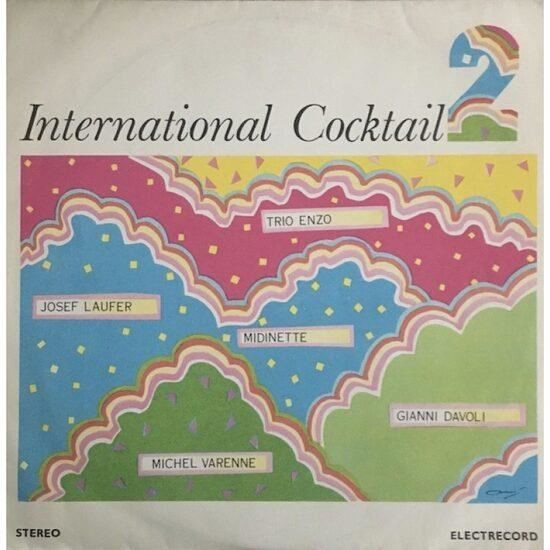 International Cocktail 2
TRIO ENZO
JOSEF LAUFER
MIDINETTE
GIANNI DAVOLI
MICHEL VARENNE
STEREO
ELECTRECORD